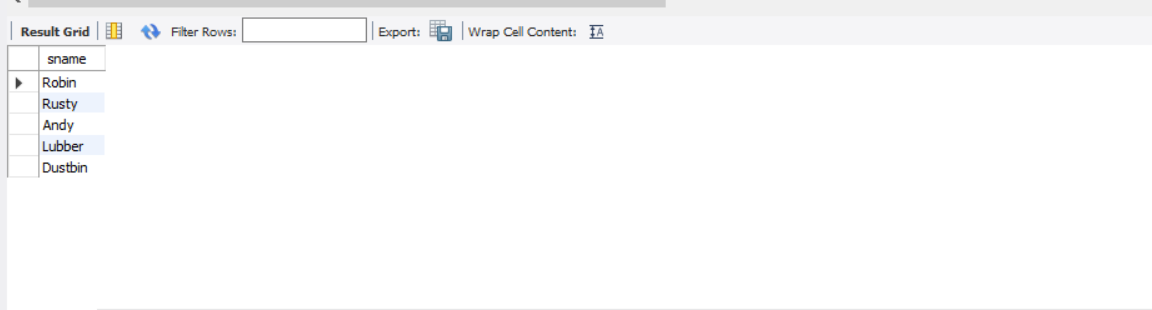 Result Grid Filter Rows: Export: Wrap Cell Content:
sname
Robin
Rusty
Andy
Lubber
Dustbin